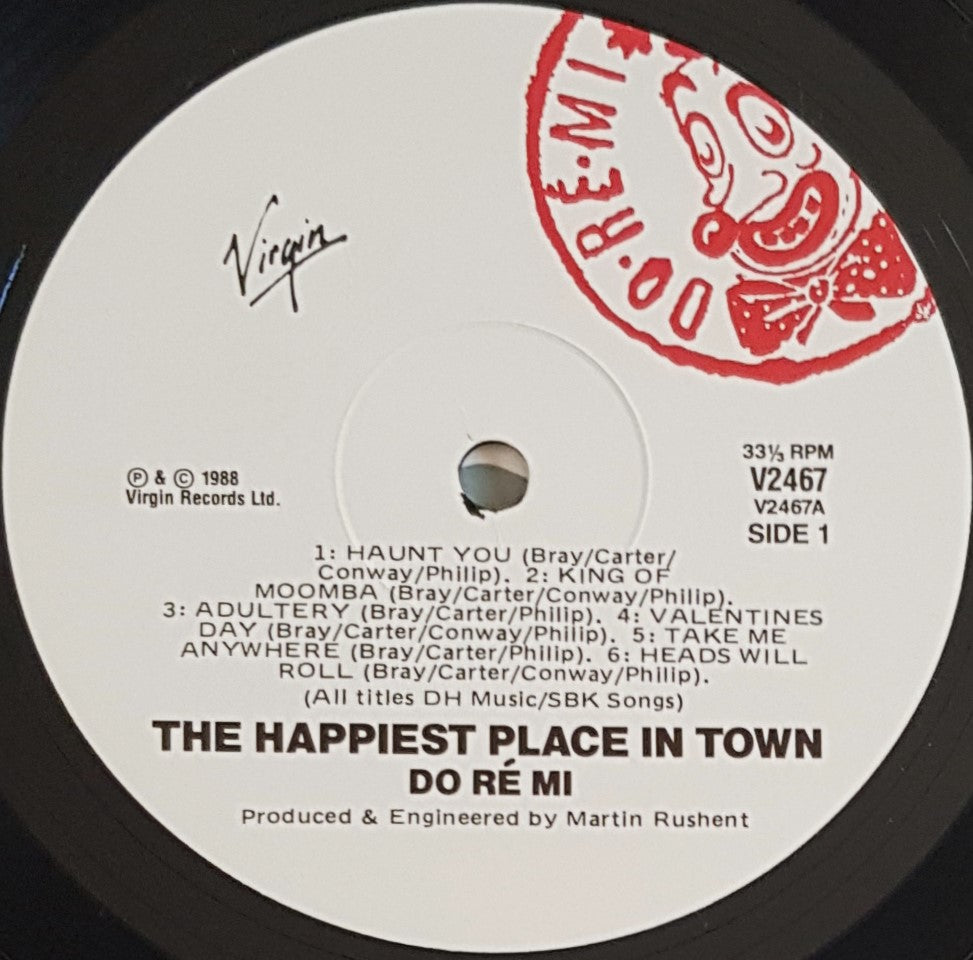 DO·RÉ·MI
Virgin
℗ & © 1988
Virgin Records Ltd.
33⅓ RPM
V2467
V2467A
SIDE 1
1: HAUNT YOU (Bray/Carter/
Conway/Philip). 2: KING OF
MOOMBA (Bray/Carter/Conway/Philip).
3: ADULTERY (Bray/Carter/Philip). 4: VALENTINES
DAY (Bray/Carter/Conway/Philip). 5: TAKE ME
ANYWHERE (Bray/Carter/Philip). 6: HEADS WILL
ROLL (Bray/Carter/Conway/Philip).
(All titles DH Music/SBK Songs)
THE HAPPIEST PLACE IN TOWN
DO RÉ MI
Produced & Engineered by Martin Rushent